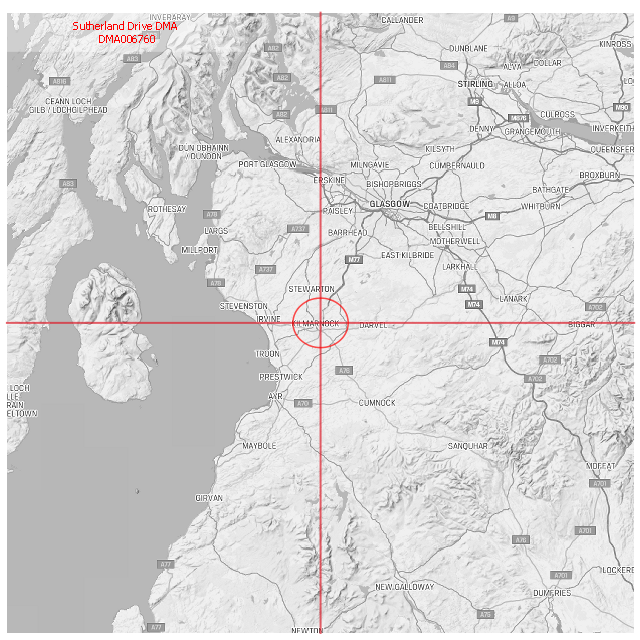 INVERARAY
Sutherland Drive DMA
DMA006760
CALLANDER
A9
KINROSS
DUNBLANE
A83
A82
A84
ALVA
DOLLAR
A816
A82
A811
STIRLING
ALLOA
CEANN LOCH
GILB / LOCHGILPHEAD
A82
A811
M9
M90
CULROSS
M876
DENNY
GRANGEMOUTH
INVERKEITH
ALEXANDRIA
DUN OBHAINN
/ DUNOON
KILSYTH
QUEENSFER
PORT GLASGOW
MILNGAVIE
CUMBERNAULD
BROXBURN
ERSKINE
BISHOPBRIGGS
A83
BATHGATE
ROTHESAY
PAISLEY
GLASGOW
COATBRIDGE
WHITBURN
A78
M8
LARGS
A737
BARRHEAD
BELLSHILL
MOTHERWELL
MILLPORT
M77
EAST KILBRIDE
A737
LARKHALL
A78
STEWARTON
M74
LANARK
STEVENSTON
M74
A702
IRVINE
KILMARNOCK
DARVEL
BIGGAR
M74
TROON
A702
A76
PRESTWICK
A702
LOCH
LLE
RAIN
ELTOWN
AYR
A70
CUMNOCK
MAYBOLE
SANQUHAR
MOFFAT
A701
GIRVAN
A701
A76
A77
LOCKERB
A701
NEW GALLOWAY
DUMFRIES
A75
A77
NEWTON